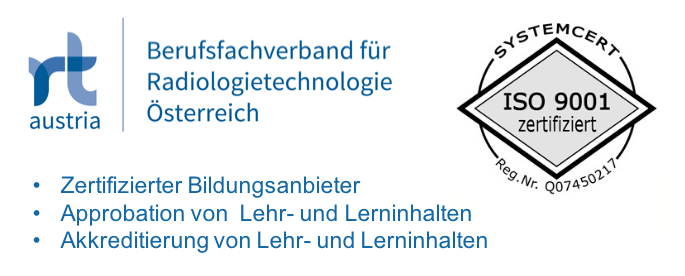 rt
austria
Berufsfachverband für
Radiologietechnologie
Österreich
SYSTEMCERT
ISO 9001
zertifiziert
Reg.Nr. Q07450217
• Zertifizierter Bildungsanbieter
• Approbation von Lehr- und Lerninhalten
• Akkreditierung von Lehr- und Lerninhalten